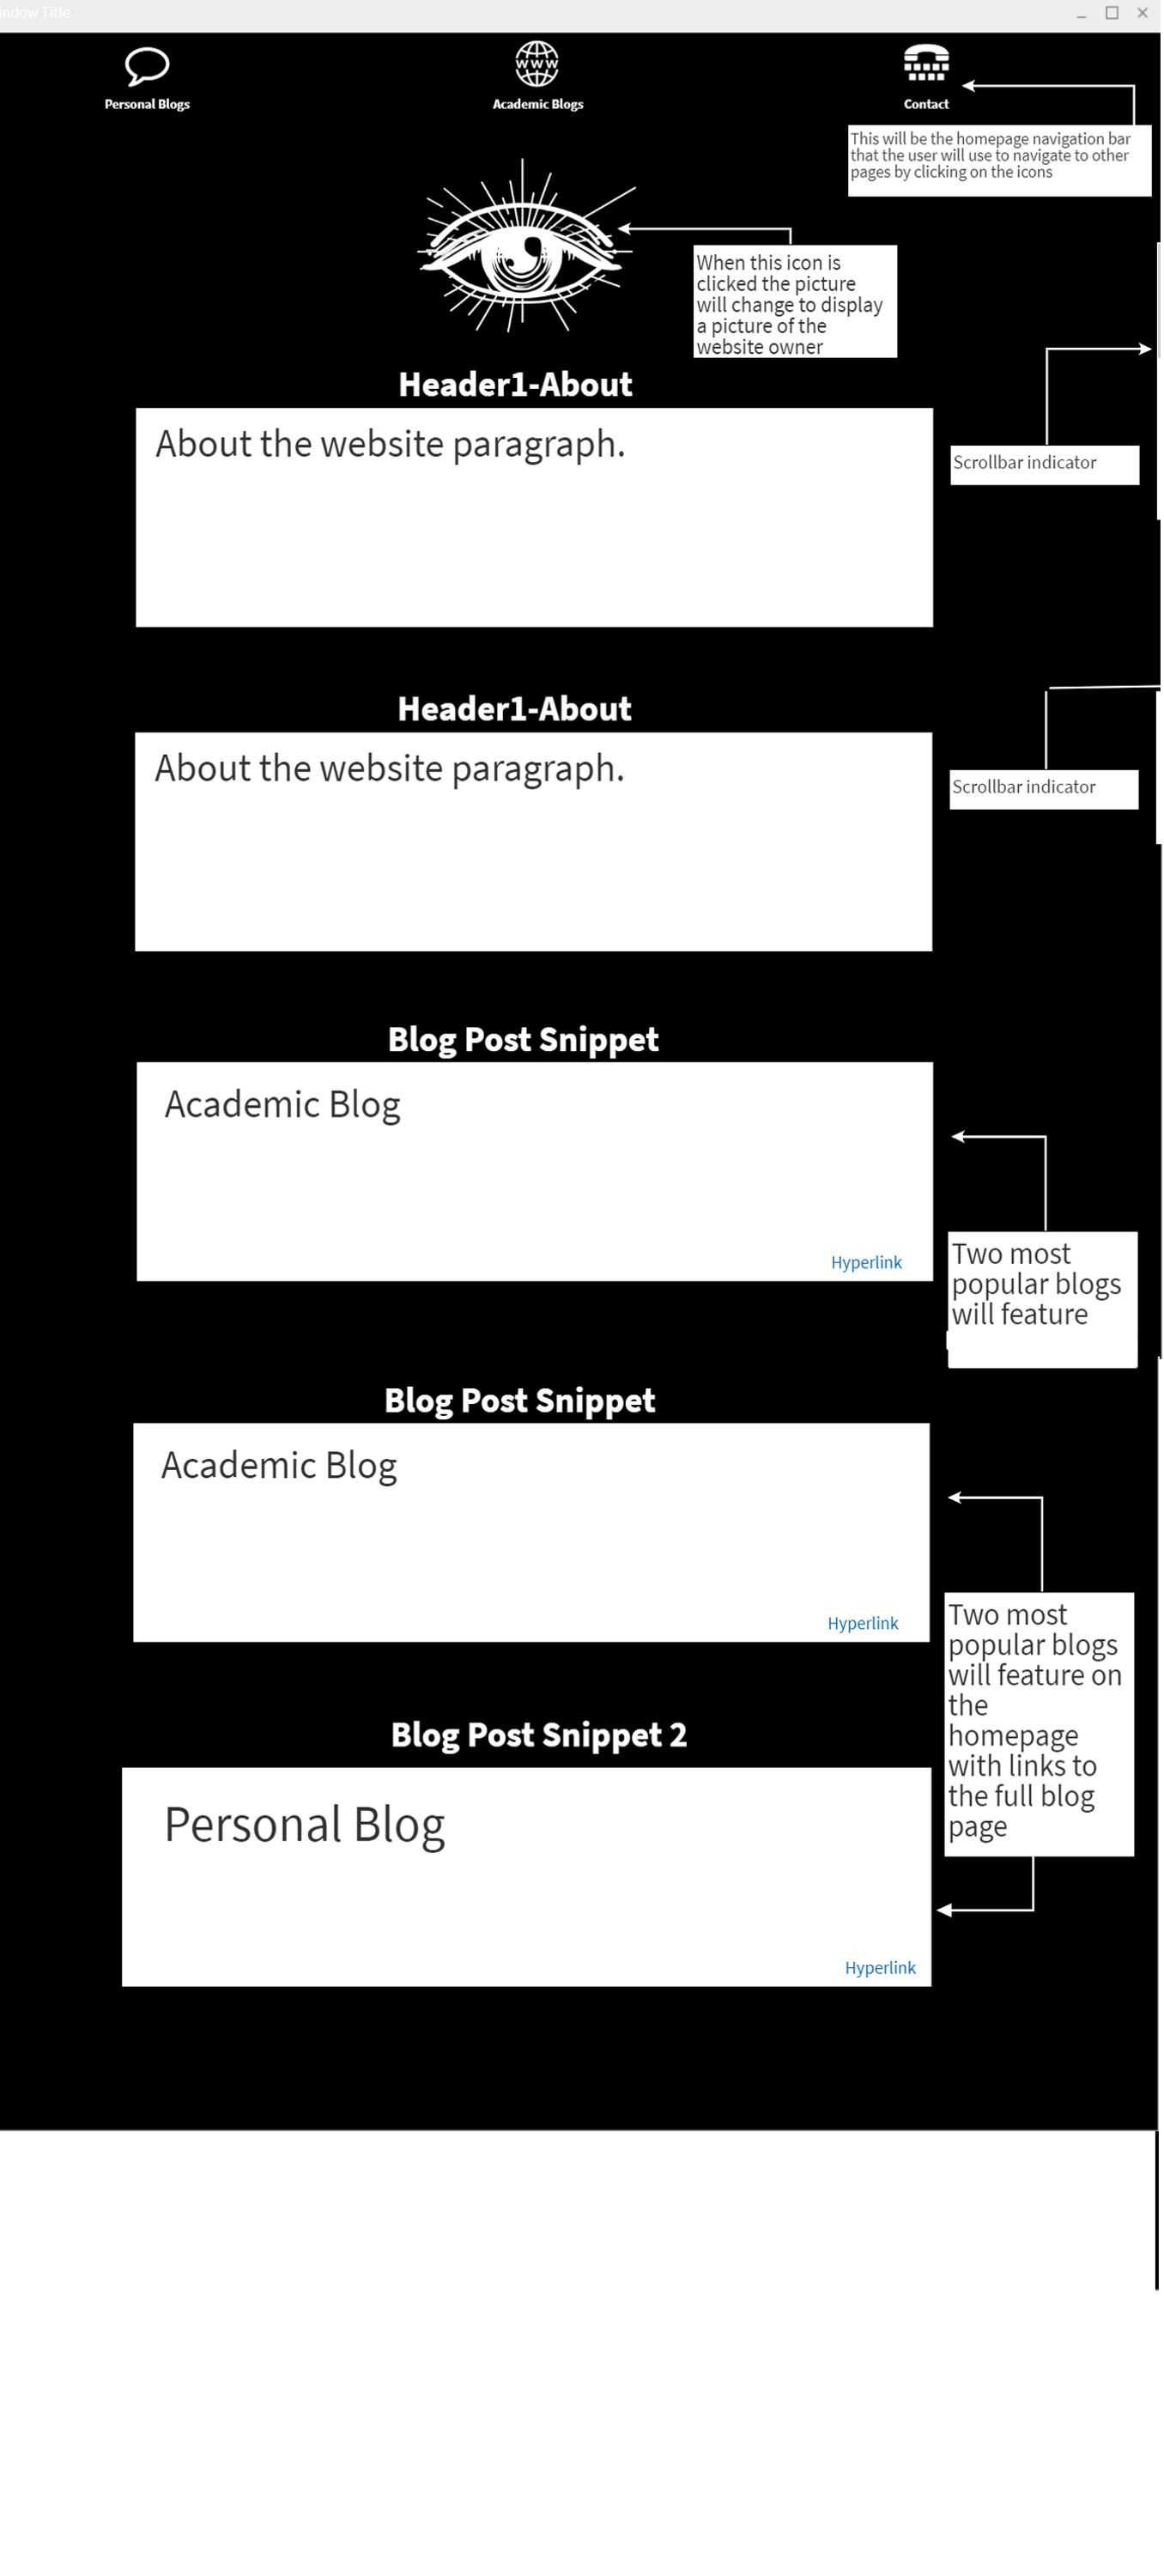 indow Title
WWW
Personal Blogs
Academic Blogs
Contact
This will be the homepage navigation bar
that the user will use to navigate to other
pages by clicking on the icons
When this icon is
clicked the picture
will change to display
a picture of the
website owner
Header1-About
About the website paragraph.
Scrollbar indicator
Header1-About
About the website paragraph.
Scrollbar indicator
Blog Post Snippet
Academic Blog
Hyperlink
Two most
popular blogs
will feature
Blog Post Snippet
Academic Blog
Hyperlink
Two most
popular blogs
will feature on
the
homepage
with links to
the full blog
page
Blog Post Snippet 2
Personal Blog
Hyperlink